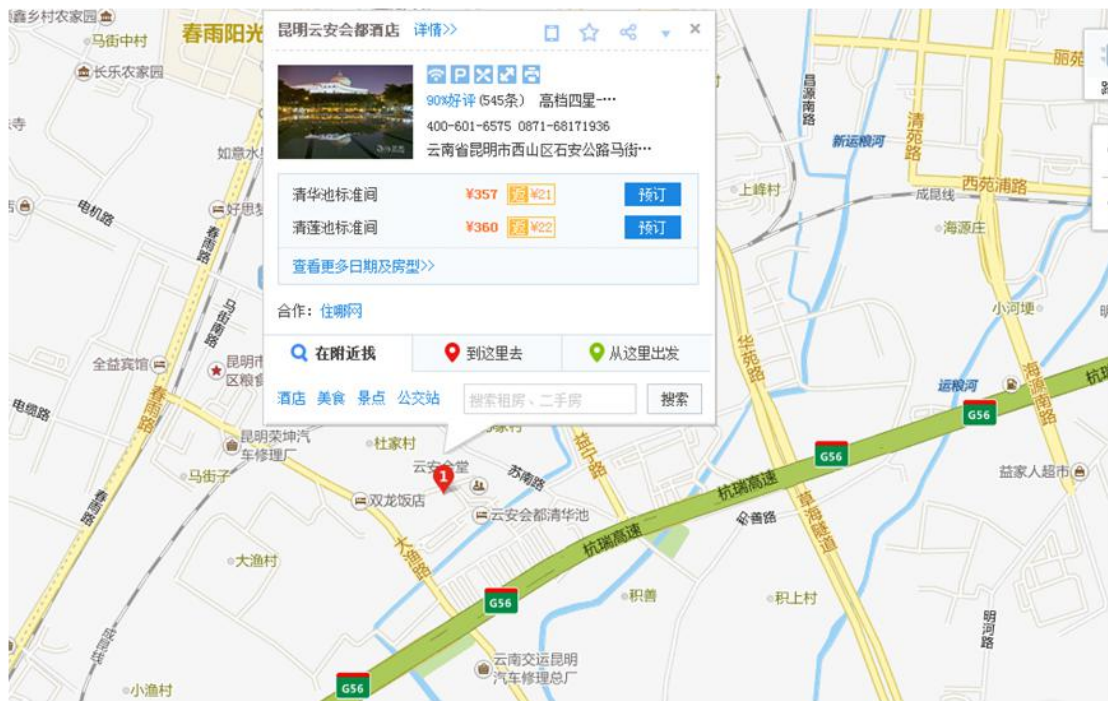 昆明云安会都酒店 详情>>
90%好评 (545条) 高档四星-…
400-601-6575 0871-68171936
云南省昆明市西山区石安公路马街…
清华池标准间 ¥357 返 ¥21 预订
清莲池标准间 ¥360 返 ¥22 预订
查看更多日期及房型>>
合作：住哪网
在附近找 到这里去 从这里出发
酒店 美食 景点 公交站 搜索租房、二手房 搜索
鑫乡村农家园
马街中村
春雨阳光
长乐农家园
如意水
电机路
好思梦
春雨路
马街南路
全益宾馆
昆明市
区粮食
春雨路
电缆路
昆明荣坤汽
车修理厂
杜家村
马街子
春雨路
云安会堂
1
苏南路
双龙饭店
云安会都清华池
大渔路
大渔村
成昆线
小渔村
益宁路
杭瑞高速
杭瑞高速
杭瑞
G56
G56
G56
G56
积善
积善路
积上村
草海隧道
云南交运昆明
汽车修理总厂
明河路
益家人超市
华苑路
上峰村
昌源南路
新运粮河
清苑路
丽苑
西苑浦路
成昆线
海源庄
小河埂
运粮河
海源南路